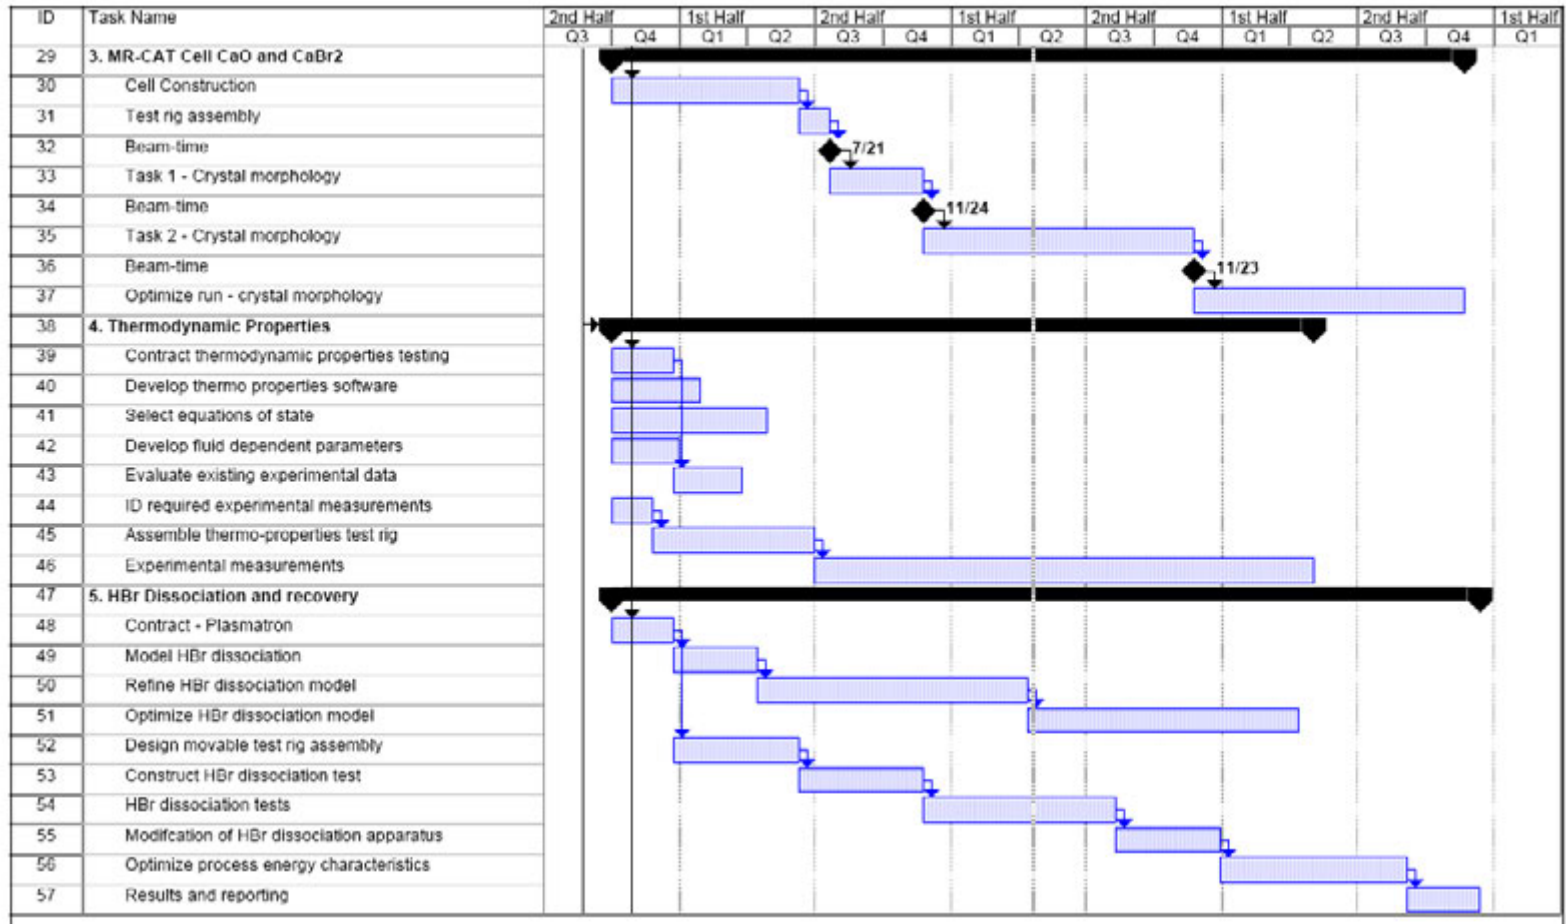 ID Task Name 2nd Half 1st Half 2nd Half 1st Half 2nd Half 1st Half 2nd Half 1st Half
Q3 Q4 Q1 Q2 Q3 Q4 Q1 Q2 Q3 Q4 Q1 Q2 Q3 Q4 Q1
29 3. MR-CAT Cell CaO and CaBr2
30 Cell Construction
31 Test rig assembly
32 Beam-time 7/21
33 Task 1 - Crystal morphology
34 Beam-time 11/24
35 Task 2 - Crystal morphology
36 Beam-time 11/23
37 Optimize run - crystal morphology
38 4. Thermodynamic Properties
39 Contract thermodynamic properties testing
40 Develop thermo properties software
41 Select equations of state
42 Develop fluid dependent parameters
43 Evaluate existing experimental data
44 ID required experimental measurements
45 Assemble thermo-properties test rig
46 Experimental measurements
47 5. HBr Dissociation and recovery
48 Contract - Plasmatron
49 Model HBr dissociation
50 Refine HBr dissociation model
51 Optimize HBr dissociation model
52 Design movable test rig assembly
53 Construct HBr dissociation test
54 HBr dissociation tests
55 Modifcation of HBr dissociation apparatus
56 Optimize process energy characteristics
57 Results and reporting